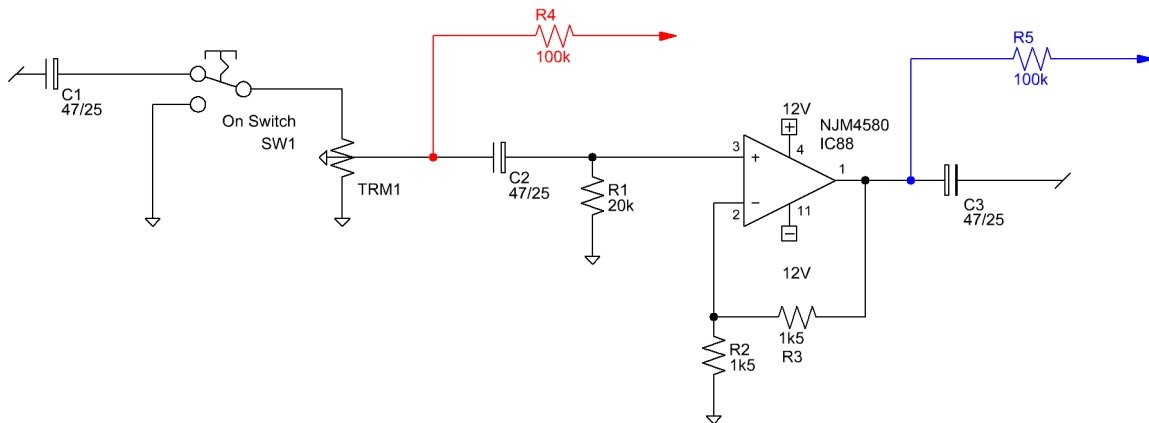 R4
100k
R5
100k
C1
47/25
On Switch
SW1
TRM1
C2
47/25
R1
20k
12V
+
4
NJM4580
IC88
3
+
1
−
2
11
−
12V
C3
47/25
1k5
R3
R2
1k5